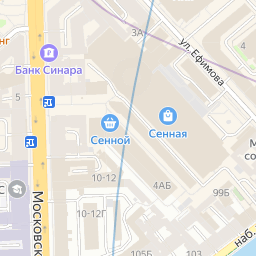 нг
3А
ул. Ефимова
Банк Синара
5
Сенной
Сенная
М
со
10-12
4АБ
99Б
С
Московск
10-12Г
105Б
103
наб.